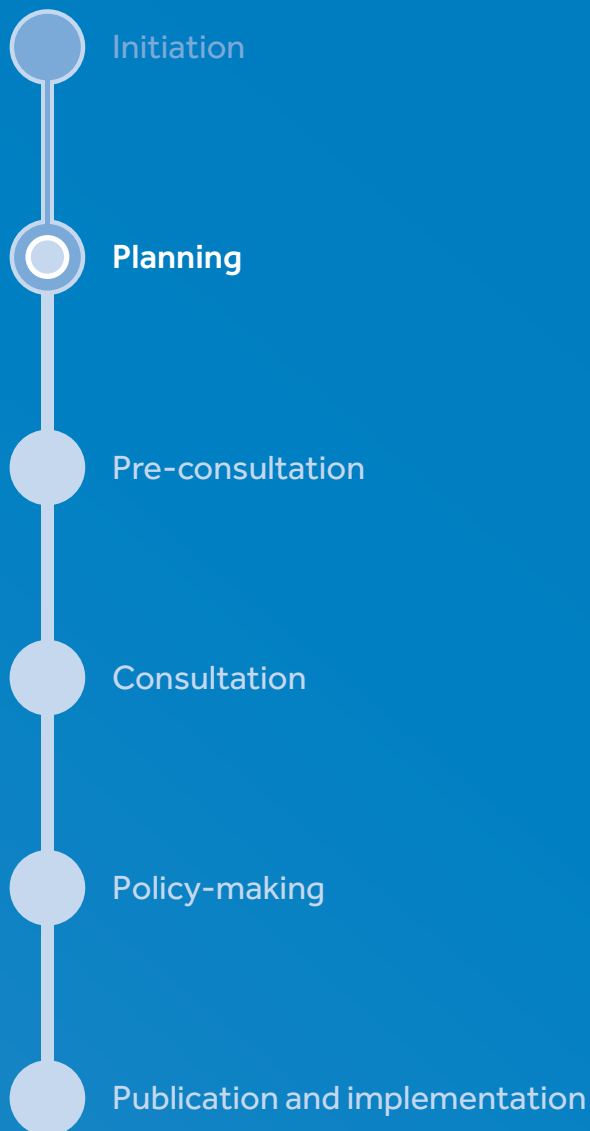 Initiation
Planning
Pre-consultation
Consultation
Policy-making
Publication and implementation